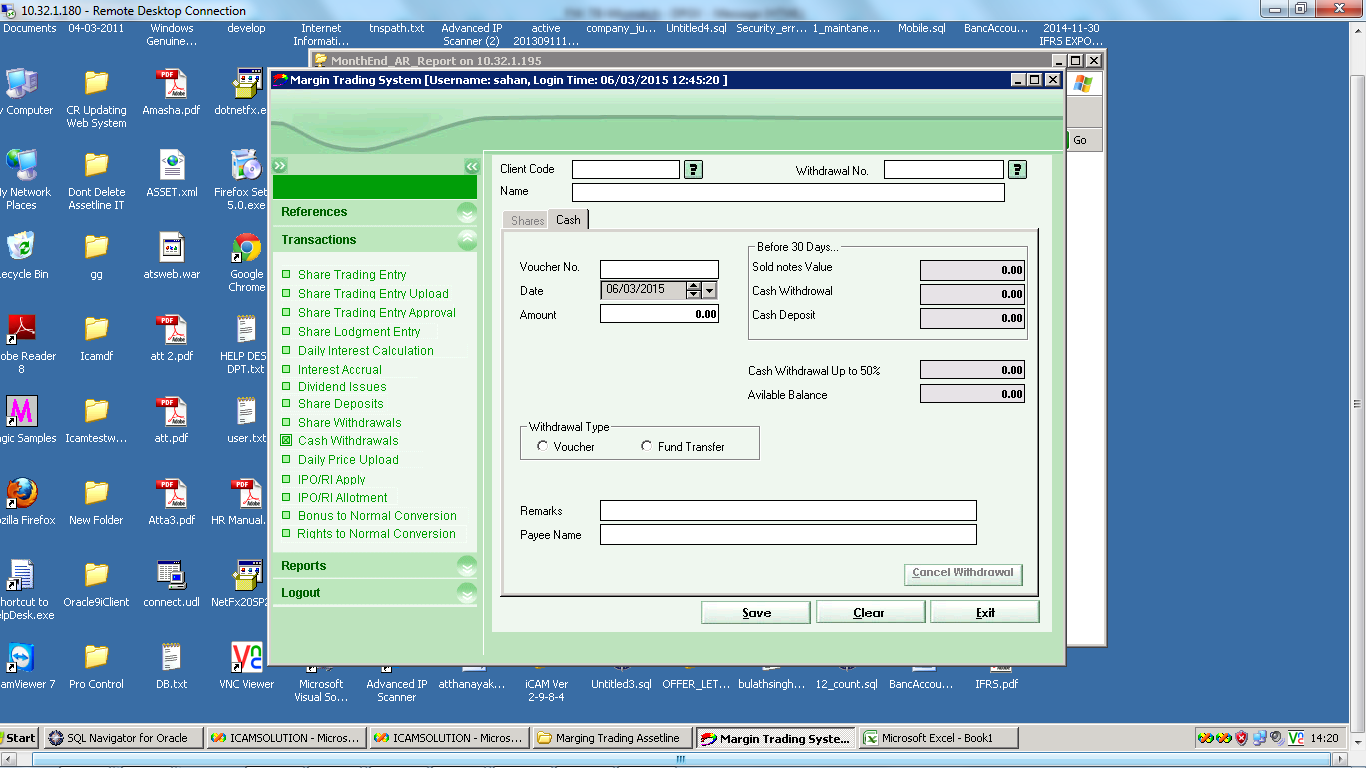 10.32.1.180 - Remote Desktop Connection
Documents
04-03-2011
Windows
Genuine...
develop
Internet
Informati...
tnspath.txt
Advanced IP
Scanner (2)
active
201309111...
company_ju...
Untitled4.sql
Security_err...
1_maintane...
Mobile.sql
BancAccou...
2014-11-30
IFRS EXPO...
MonthEnd_AR_Report on 10.32.1.195
Margin Trading System [Username: sahan, Login Time: 06/03/2015 12:45:20 ]
Go
y Computer
CR Updating
Web System
Amasha.pdf
dotnetfx.e
My Network
Places
Dont Delete
Assetline IT
ASSET.xml
Firefox Set
5.0.e
ecycle Bin
gg
atsweb.war
Google
Chrome
obe Reader
8
Icamdf
att 2.pdf
HELP DES
DPT.txt
agic Samples
Icamtestw...
att.pdf
user.txt
ozilla Firefox
New Folder
Atta3.pdf
HR Manual.
hortcut to
elpDesk.exe
Oracle9iClient
connect.udl
NetFx20SP2
amViewer 7
Pro Control
DB.txt
VNC Viewer
Microsoft
Visual So...
Advanced IP
Scanner
atthanayak...
iCAM Ver
2-9-8-4
Untitled3.sql
OFFER_LET...
bulathsingh...
12_count.sql
BancAccou...
IFRS.pdf
References
Transactions
Share Trading Entry
Share Trading Entry Upload
Share Trading Entry Approval
Share Lodgment Entry
Daily Interest Calculation
Interest Accrual
Dividend Issues
Share Deposits
Share Withdrawals
Cash Withdrawals
Daily Price Upload
IPO/RI Apply
IPO/RI Allotment
Bonus to Normal Conversion
Rights to Normal Conversion
Reports
Logout
Client Code ?
Withdrawal No. ?
Name
Shares Cash
Voucher No.
Date 06/03/2015
Amount 0.00
Before 30 Days...
Sold notes Value 0.00
Cash Withdrowal 0.00
Cash Deposit 0.00
Cash Withdrawal Up to 50% 0.00
Avilable Balance 0.00
Withdrawal Type
Voucher Fund Transfer
Remarks
Payee Name
Cancel Withdrawal
Save Clear Exit
Start
SQL Navigator for Oracle
ICAMSOLUTION - Micros...
ICAMSOLUTION - Micros...
Marging Trading Assetline
Margin Trading Syste...
Microsoft Excel - Book1
14:20